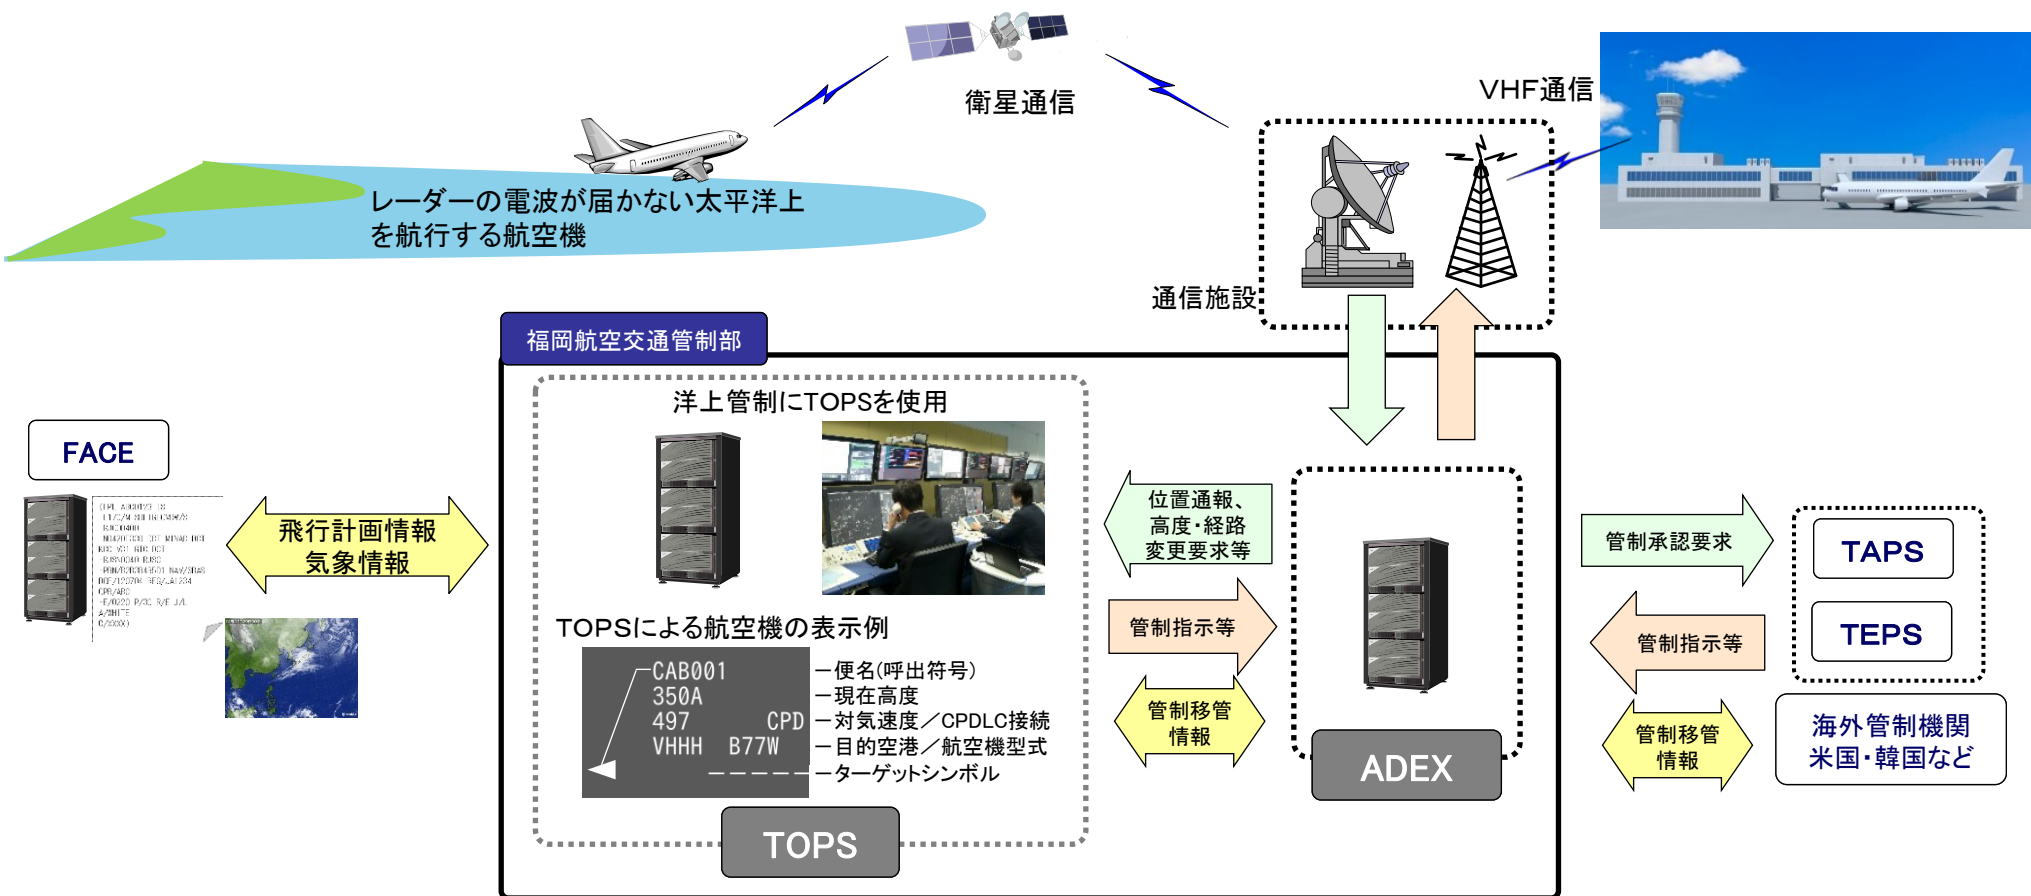 衛星通信
VHF通信
レーダーの電波が届かない太平洋上
を航行する航空機
通信施設
福岡航空交通管制部
洋上管制にTOPSを使用
FACE
飛行計画情報
気象情報
位置通報、
高度・経路
変更要求等
管制指示等
管制移管
情報
TOPSによる航空機の表示例
CAB001
－便名(呼出符号)
350A
－現在高度
497 CPD
－対気速度／CPDLC接続
VHHH B77W
－目的空港／航空機型式
－ターゲットシンボル
TOPS
ADEX
管制承認要求
管制指示等
管制移管
情報
TAPS
TEPS
海外管制機関
米国・韓国など